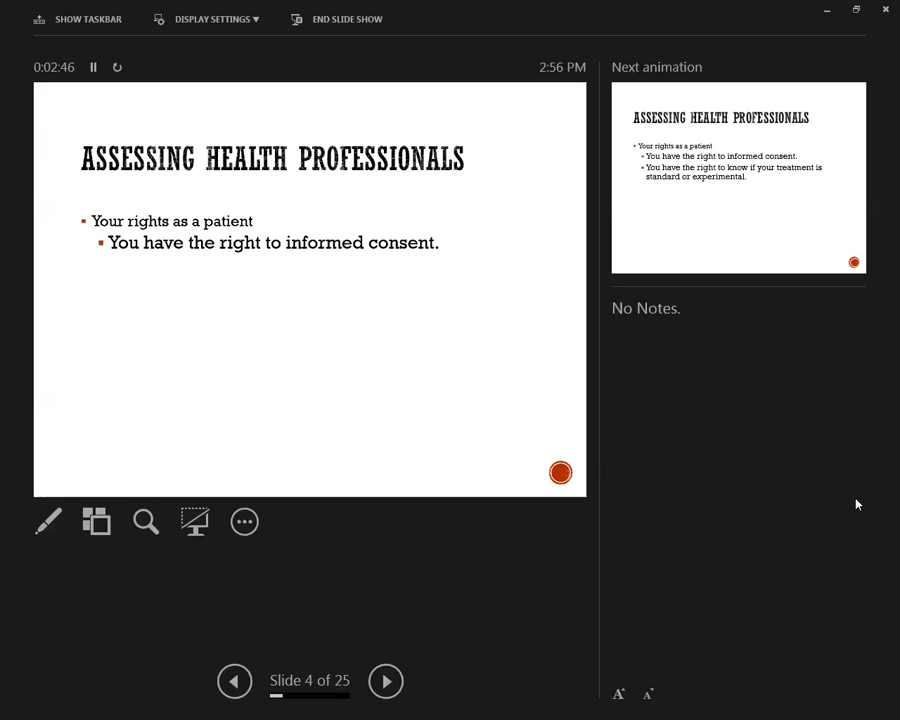 SHOW TASKBAR
DISPLAY SETTINGS ▼
END SLIDE SHOW
0:02:46
2:56 PM
ASSESSING HEALTH PROFESSIONALS
▪ Your rights as a patient
▪ You have the right to informed consent.
Slide 4 of 25
Next animation
ASSESSING HEALTH PROFESSIONALS
▪ Your rights as a patient
▪ You have the right to informed consent.
▪ You have the right to know if your treatment is
standard or experimental.
No Notes.
A A